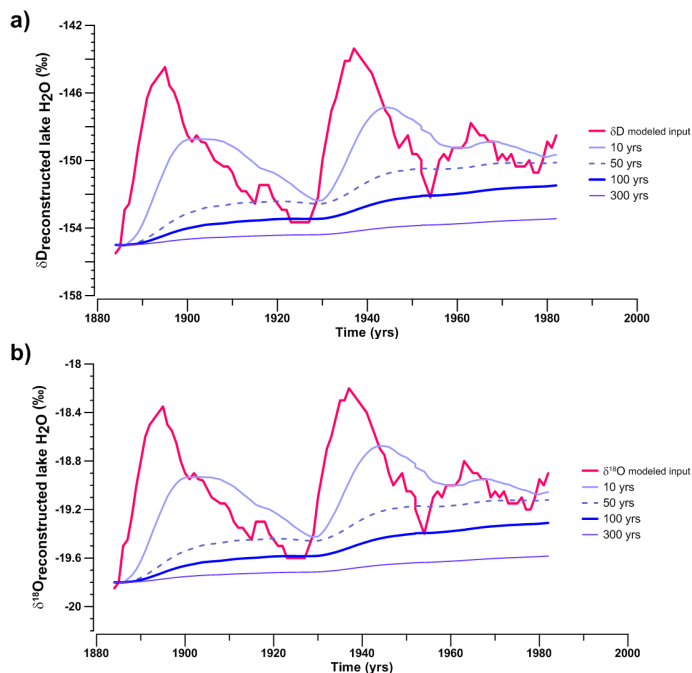 a)
-142
-146
-150
-154
-158
δDreconstructed lake H2O (‰)
1880 1900 1920 1940 1960 1980 2000
Time (yrs)
δD modeled input
10 yrs
50 yrs
100 yrs
300 yrs
b)
-18
-18.4
-18.8
-19.2
-19.6
-20
δ18Oreconstructed lake H2O (‰)
1880 1900 1920 1940 1960 1980 2000
Time (yrs)
δ18O modeled input
10 yrs
50 yrs
100 yrs
300 yrs